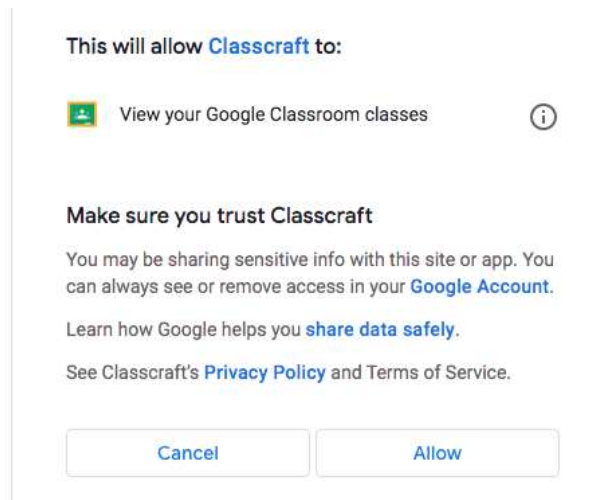 This will allow Classcraft to:
View your Google Classroom classes
Make sure you trust Classcraft
You may be sharing sensitive info with this site or app. You
can always see or remove access in your Google Account.
Learn how Google helps you share data safely.
See Classcraft's Privacy Policy and Terms of Service.
Cancel
Allow